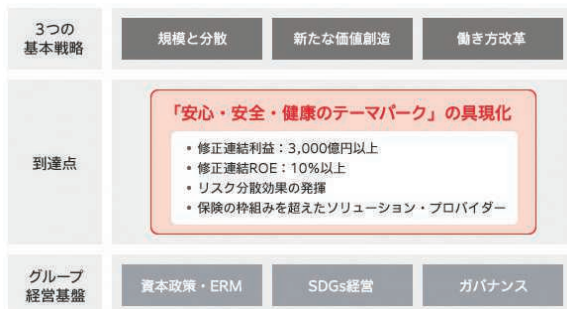 3つの
基本戦略
規模と分散
新たな価値創造
働き方改革
到達点
「安心・安全・健康のテーマパーク」の具現化
• 修正連結利益：3,000億円以上
• 修正連結ROE：10%以上
• リスク分散効果の発揮
• 保険の枠組みを超えたソリューション・プロバイダー
グループ
経営基盤
資本政策・ERM
SDGs経営
ガバナンス